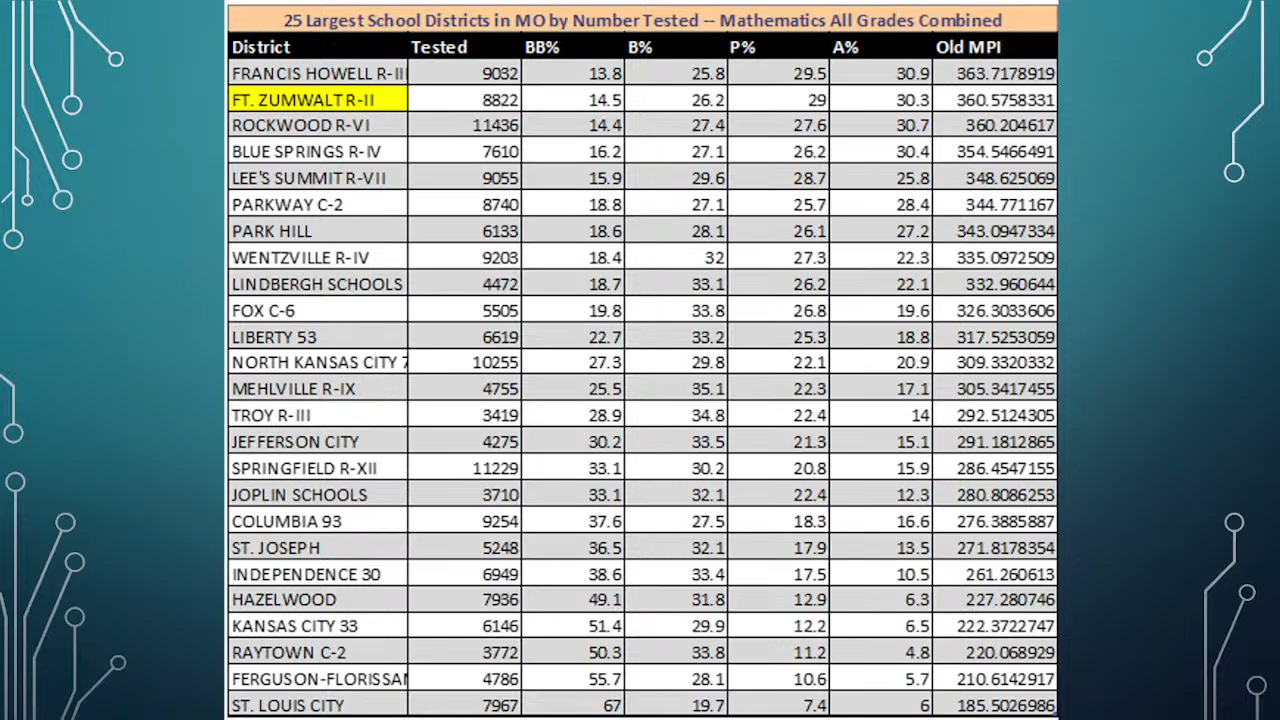 25 Largest School Districts in MO by Number Tested -- Mathematics All Grades Combined
District Tested BB% B% P% A% Old MPI
FRANCIS HOWELL R-III 9032 13.8 25.8 29.5 30.9 363.7178919
FT. ZUMWALT R-II 8822 14.5 26.2 29 30.3 360.5758331
ROCKWOOD R-VI 11436 14.4 27.4 27.6 30.7 360.204617
BLUE SPRINGS R-IV 7610 16.2 27.1 26.2 30.4 354.5466491
LEE'S SUMMIT R-VII 9055 15.9 29.6 28.7 25.8 348.625069
PARKWAY C-2 8740 18.8 27.1 25.7 28.4 344.771167
PARK HILL 6133 18.6 28.1 26.1 27.2 343.0947334
WENTZVILLE R-IV 9203 18.4 32 27.3 22.3 335.0972509
LINDBERGH SCHOOLS 4472 18.7 33.1 26.2 22.1 332.960644
FOX C-6 5505 19.8 33.8 26.8 19.6 326.3033606
LIBERTY 53 6619 22.7 33.2 25.3 18.8 317.5253059
NORTH KANSAS CITY 7 10255 27.3 29.8 22.1 20.9 309.3320332
MEHLVILLE R-IX 4755 25.5 35.1 22.3 17.1 305.3417455
TROY R-III 3419 28.9 34.8 22.4 14 292.5124305
JEFFERSON CITY 4275 30.2 33.5 21.3 15.1 291.1812865
SPRINGFIELD R-XII 11229 33.1 30.2 20.8 15.9 286.4547155
JOPLIN SCHOOLS 3710 33.1 32.1 22.4 12.3 280.8086253
COLUMBIA 93 9254 37.6 27.5 18.3 16.6 276.3885887
ST. JOSEPH 5248 36.5 32.1 17.9 13.5 271.8178354
INDEPENDENCE 30 6949 38.6 33.4 17.5 10.5 261.260613
HAZELWOOD 7936 49.1 31.8 12.9 6.3 227.280746
KANSAS CITY 33 6146 51.4 29.9 12.2 6.5 222.3722747
RAYTOWN C-2 3772 50.3 33.8 11.2 4.8 220.068929
FERGUSON-FLORISSAN 4786 55.7 28.1 10.6 5.7 210.6142917
ST. LOUIS CITY 7967 67 19.7 7.4 6 185.5026986